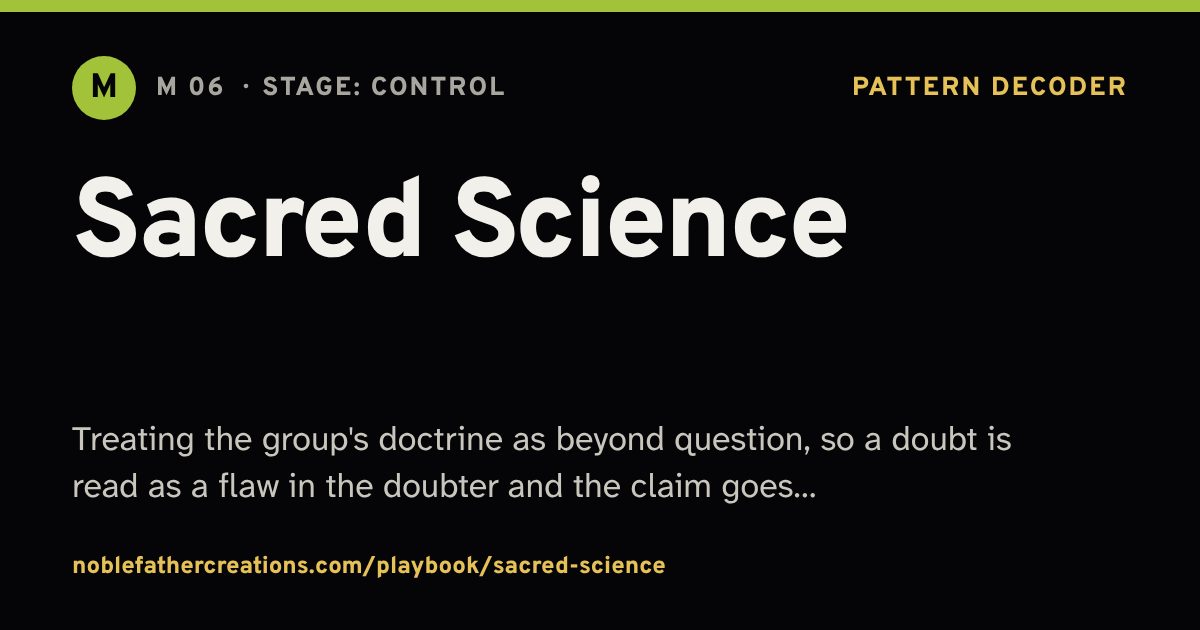 M
M 06 · STAGE: CONTROL
PATTERN DECODER
Sacred Science
Treating the group's doctrine as beyond question, so a doubt is
read as a flaw in the doubter and the claim goes...
noblefathercreations.com/playbook/sacred-science